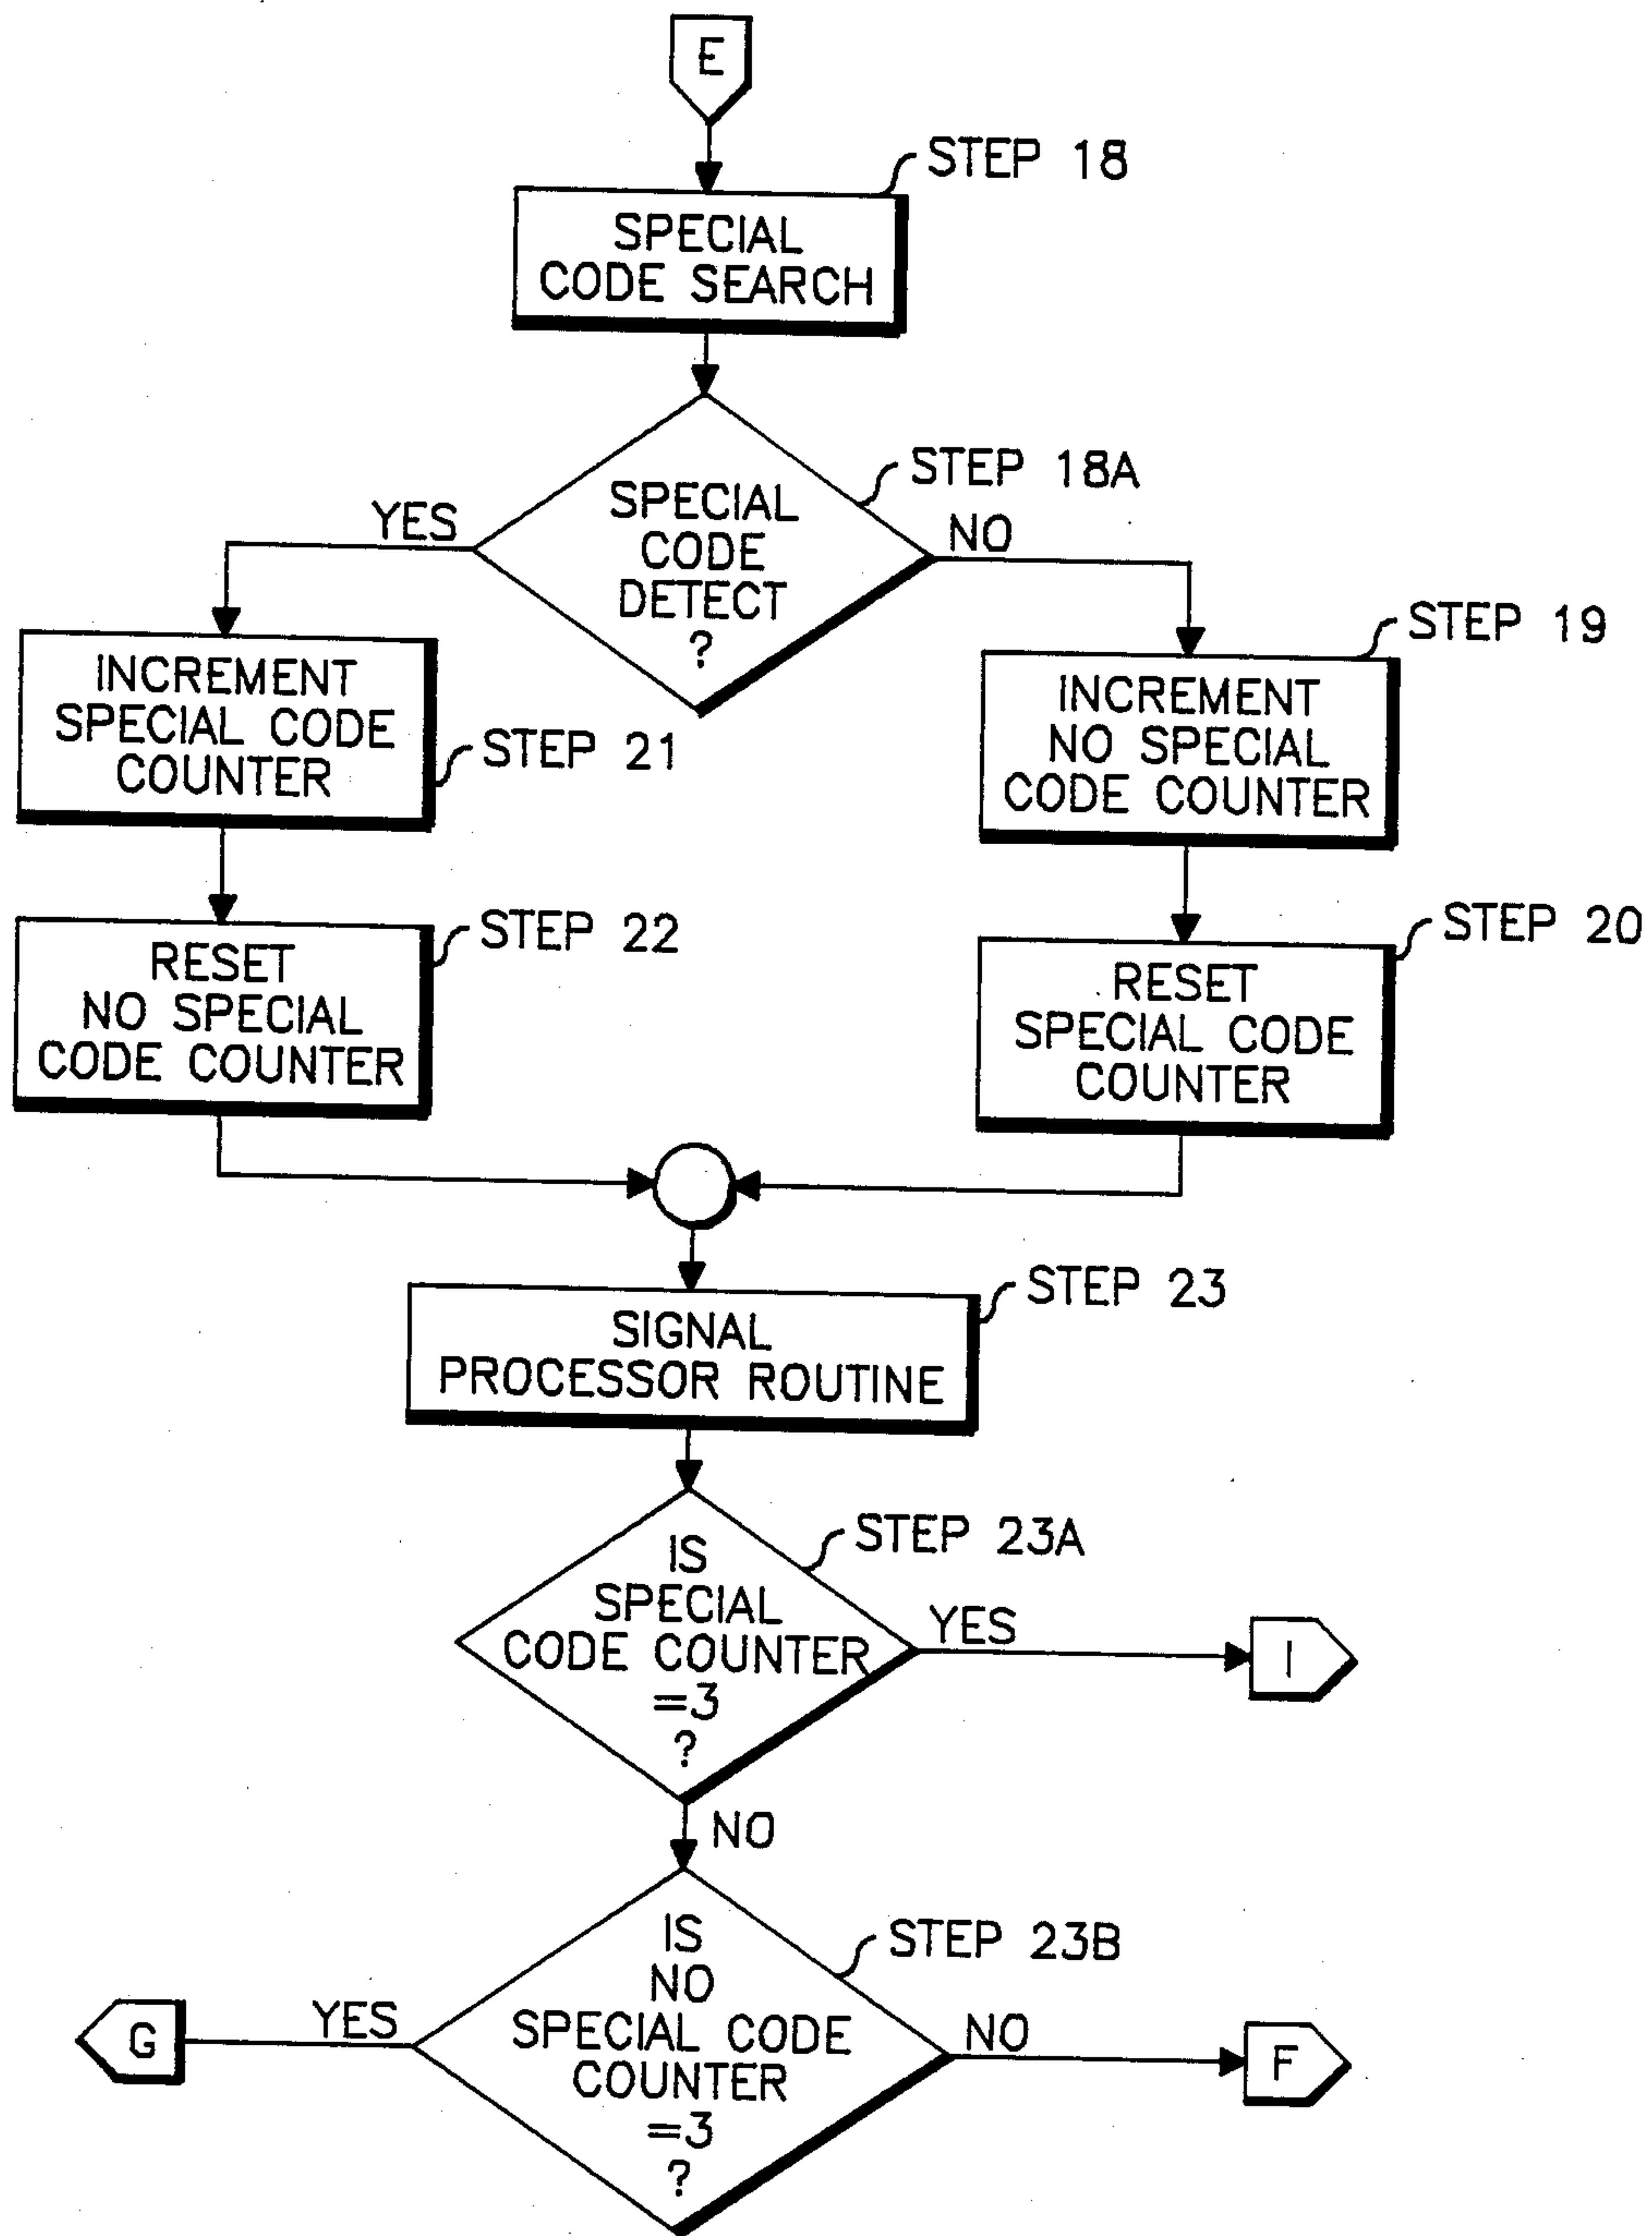 E
STEP 18
SPECIAL
CODE SEARCH
STEP 18A
SPECIAL
CODE
DETECT
?
YES
NO
STEP 19
INCREMENT
SPECIAL CODE
COUNTER
STEP 21
INCREMENT
NO SPECIAL
CODE COUNTER
STEP 22
RESET
NO SPECIAL
CODE COUNTER
STEP 20
RESET
SPECIAL CODE
COUNTER
STEP 23
SIGNAL
PROCESSOR ROUTINE
STEP 23A
IS
SPECIAL
CODE COUNTER
=3
?
YES
I
NO
STEP 23B
IS
NO
SPECIAL CODE
COUNTER
=3
?
YES
G
NO
F